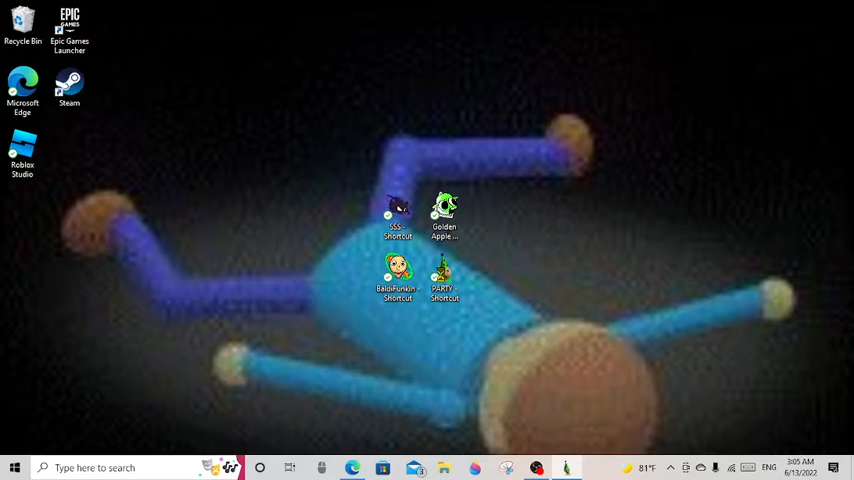 Recycle Bin
EPIC
GAMES
Epic Games
Launcher
Microsoft
Edge
Steam
Roblox
Studio
SSS -
Shortcut
Golden
Apple ...
BaldiFunkin -
Shortcut
PARTY -
Shortcut
Type here to search
3
81°F
ENG
3:05 AM
6/13/2022